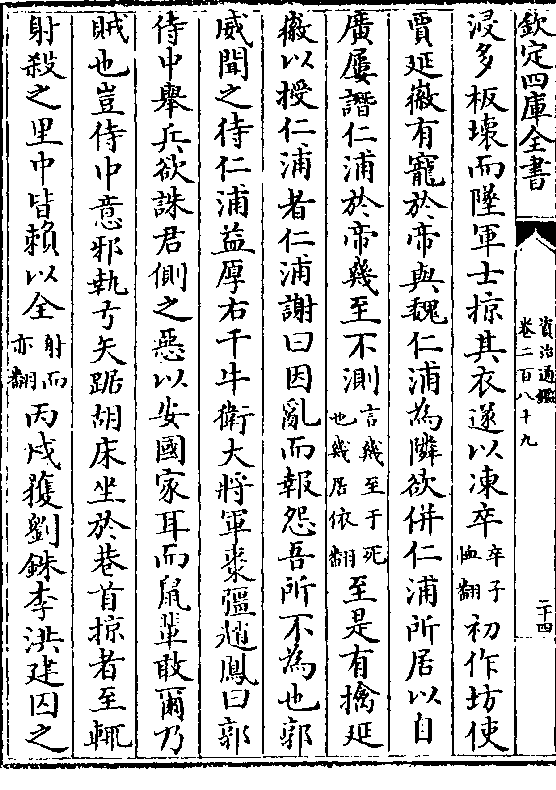 欽定四庫全書
資治通鑑
卷二百八十九
二十四
浸多板壊而墜軍士掠其衣遂以凍卒卒子恤翻初作坊使
賈延徽有寵於帝與魏仁浦為隣欲併仁浦所居以自
廣屢譖仁浦於帝幾至不測言幾至于死也幾居依翻至是有擒延
徽以授仁浦者仁浦謝曰因亂而報怨吾所不為也郭
威聞之待仁浦益厚右千牛衛大將軍棗彊趙鳳曰郭
侍中舉兵欲誅君側之惡以安國家耳而鼠輩敢爾乃
賊也豈侍中意邪執弓矢踞胡床坐於巷首掠者至輒
射殺之里中皆賴以全射而亦翻丙戌獲劉銖李洪建囚之